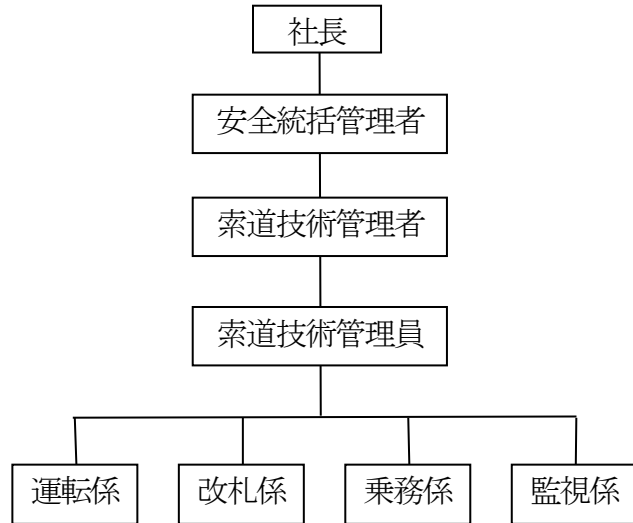 社長
安全統括管理者
索道技術管理者
索道技術管理員
運転係
改札係
乗務係
監視係